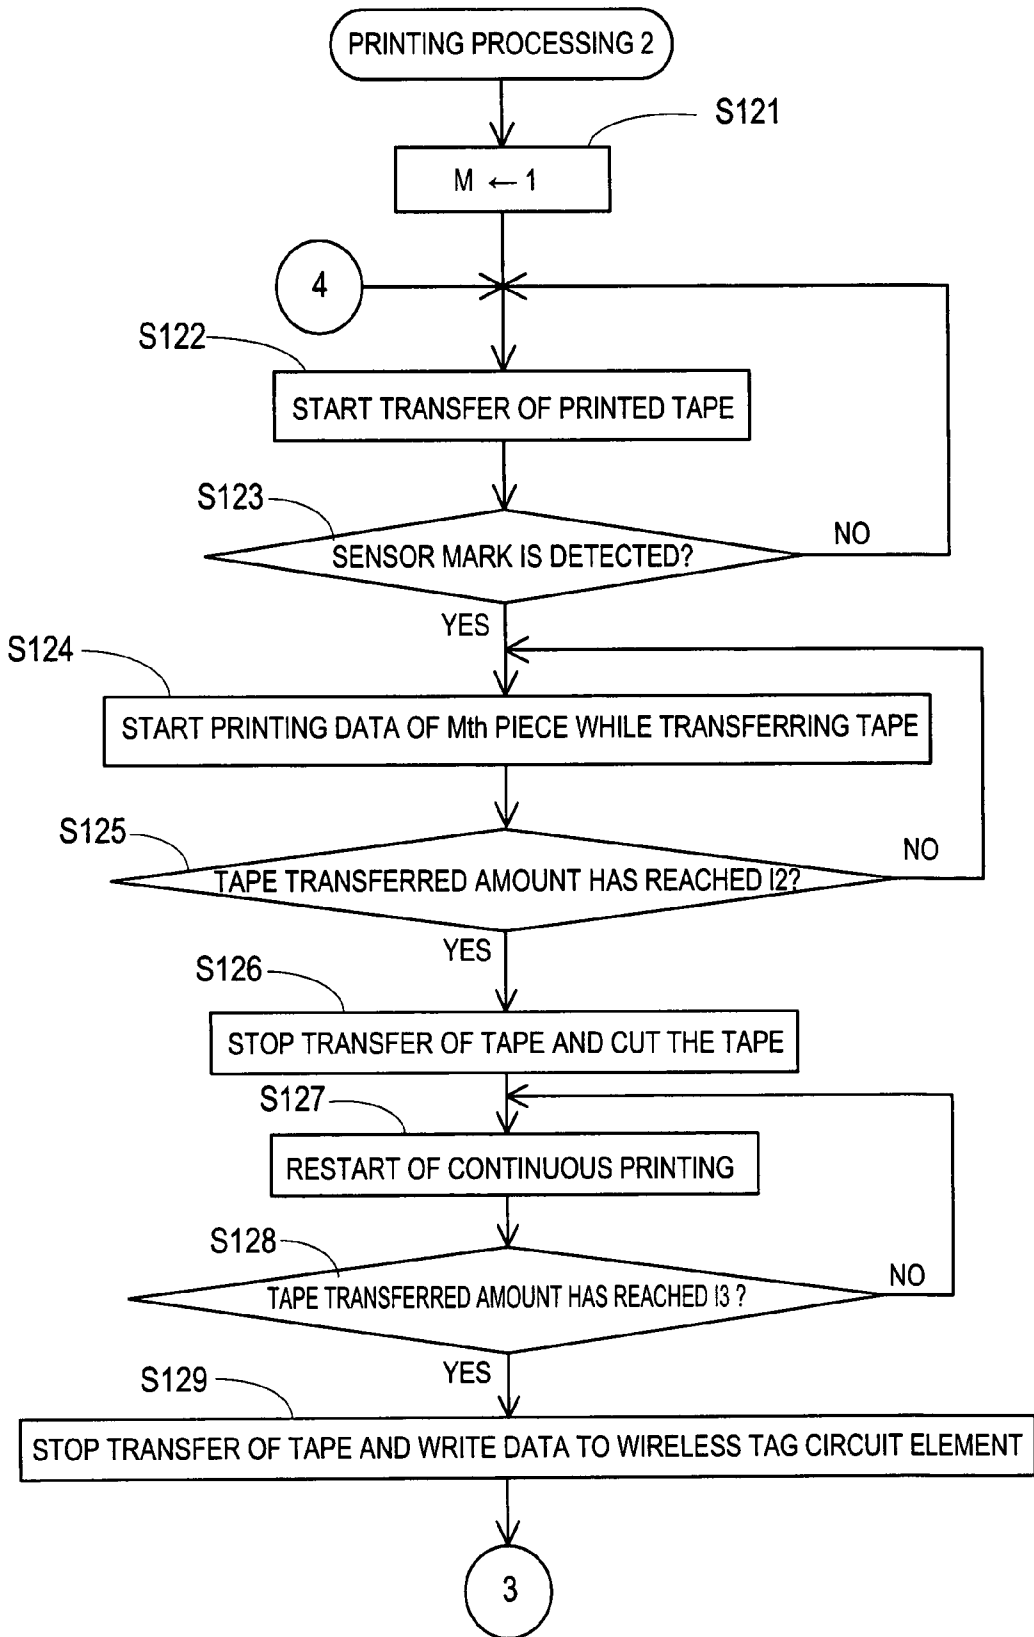 PRINTING PROCESSING 2
S121
M ← 1
4
S122
START TRANSFER OF PRINTED TAPE
S123
SENSOR MARK IS DETECTED?
NO
YES
S124
START PRINTING DATA OF Mth PIECE WHILE TRANSFERRING TAPE
S125
TAPE TRANSFERRED AMOUNT HAS REACHED I2?
NO
YES
S126
STOP TRANSFER OF TAPE AND CUT THE TAPE
S127
RESTART OF CONTINUOUS PRINTING
S128
TAPE TRANSFERRED AMOUNT HAS REACHED I3 ?
NO
YES
S129
STOP TRANSFER OF TAPE AND WRITE DATA TO WIRELESS TAG CIRCUIT ELEMENT
3